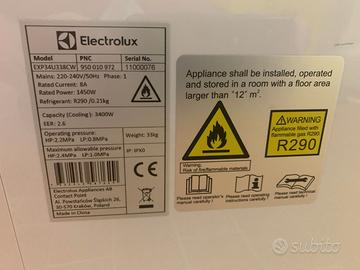 Electrolux
Model PNC Serial No.
EXP34U338CW 950 010 972 11000076
Mains: 220-240V/50Hz Phase: 1
Rated Current: 8A
Rated Power: 1450W
Refrigerant: R290 /0.21kg
Capacity (Cooling): 3400W
EER: 2.6
Operating pressure: Weight: 33kg
HP:2.2MPa LP:0.8MPa
Maximum allowable pressure IP: IPX0
HP:2.4MPa LP:1.0MPa
Electrolux Appliances AB
Contact Point:
Al. Powstańców Śląskich 26,
30-570 Kraków, Poland
Made in China
Appliance shall be installed, operated
and stored in a room with a floor area
larger than "12" m².
Warning:
Risk of fire/flammable materials
WARNING
Appliance filled with
flammable gas R290
R290
Please read operator's
manual carefully !
Please read operating
instructions carefully !
Please read technical
manual carefully !
subito